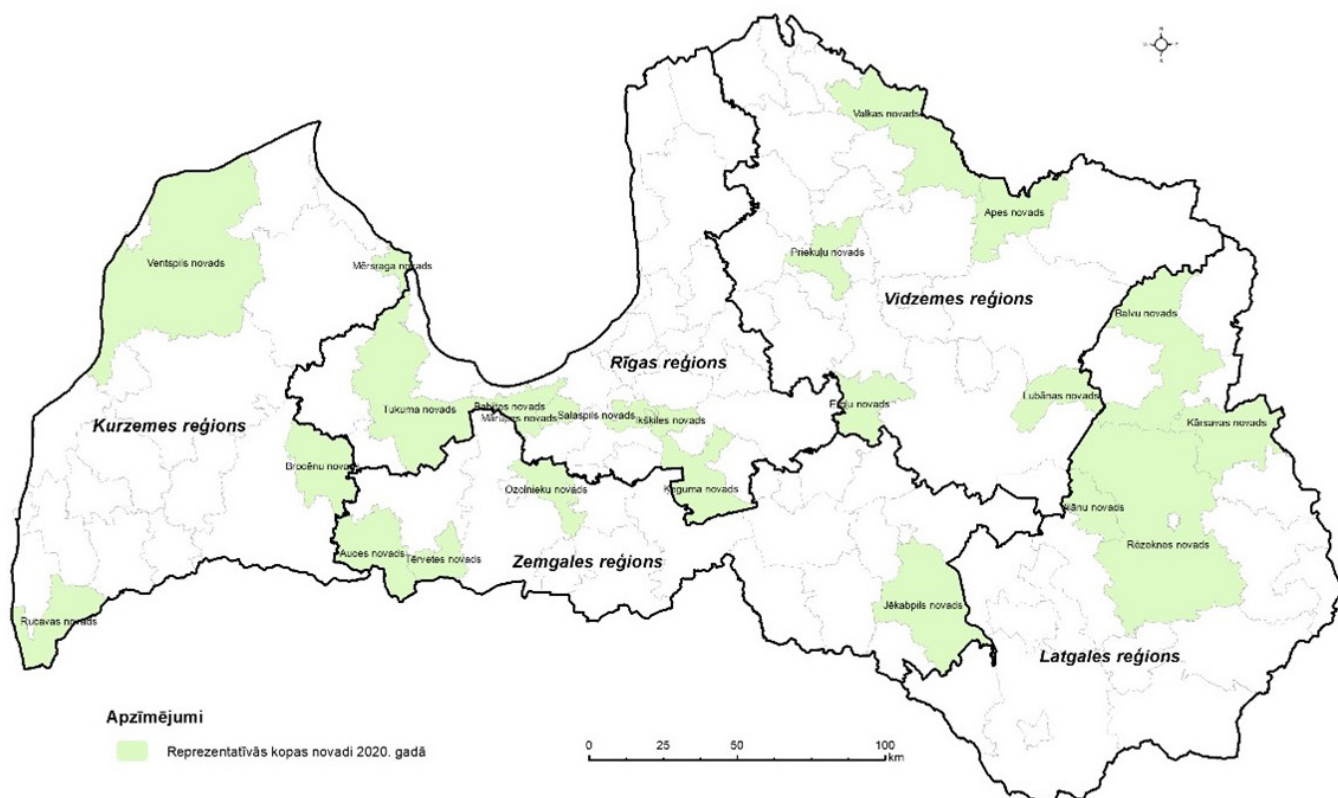 Valkas novads
Apes novads
Priekuļu novads
Ventspils novads
Mērsraga novads
Vidzemes reģions
Balvu novads
Rīgas reģions
Lubānas novads
Tukuma novads
Babītes novads
Mārupes novads
Salaspils novads
Ikšķiles novads
Kārsavas novads
Kurzemes reģions
Brocēnu novads
Ozolnieku novads
Ķeguma novads
novads
Rēzeknes novads
Auces novads
Tērvetes novads
Zemgales reģions
Jēkabpils novads
Rucavas novads
Latgales reģions
Apzīmējumi
Reprezentatīvās kopas novadi 2020. gadā
0 25 50 100
km